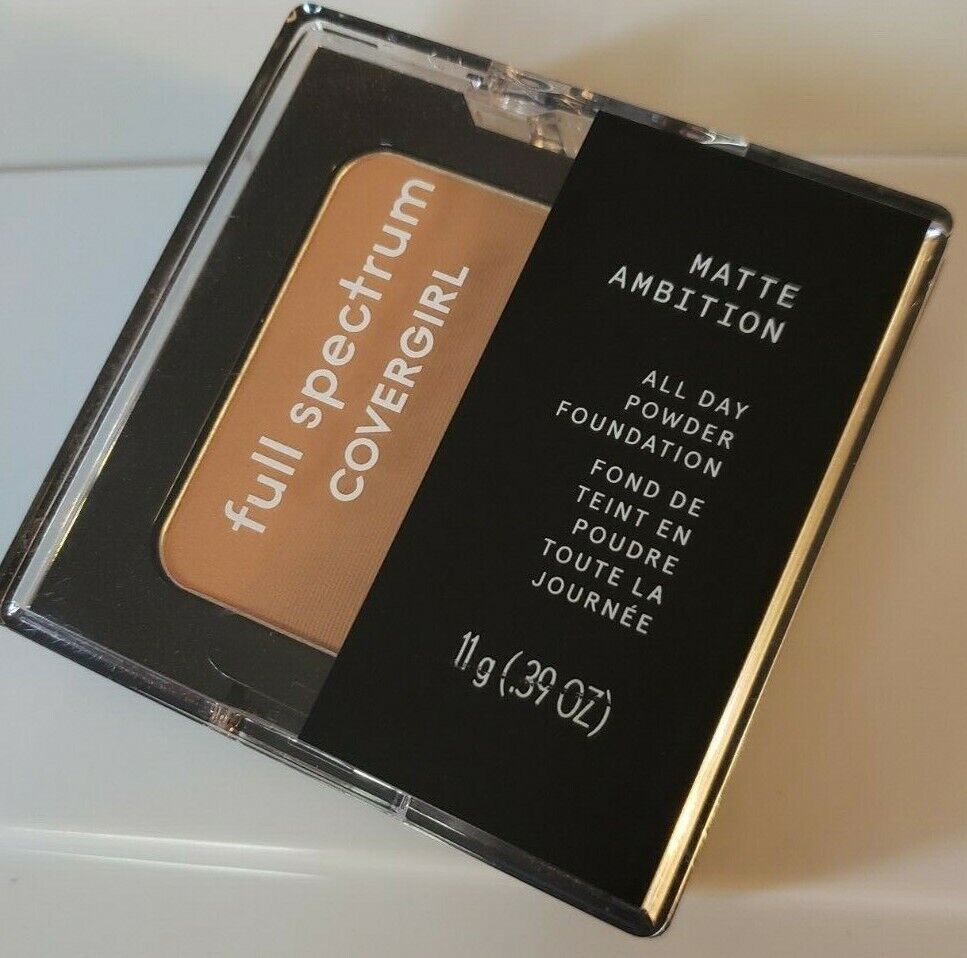 full spectrum
COVERGIRL
MATTE
AMBITION
ALL DAY
POWDER
FOUNDATION
FOND DE
TEINT EN
POUDRE
TOUTE LA
JOURNÉE
11 g (.39 OZ)